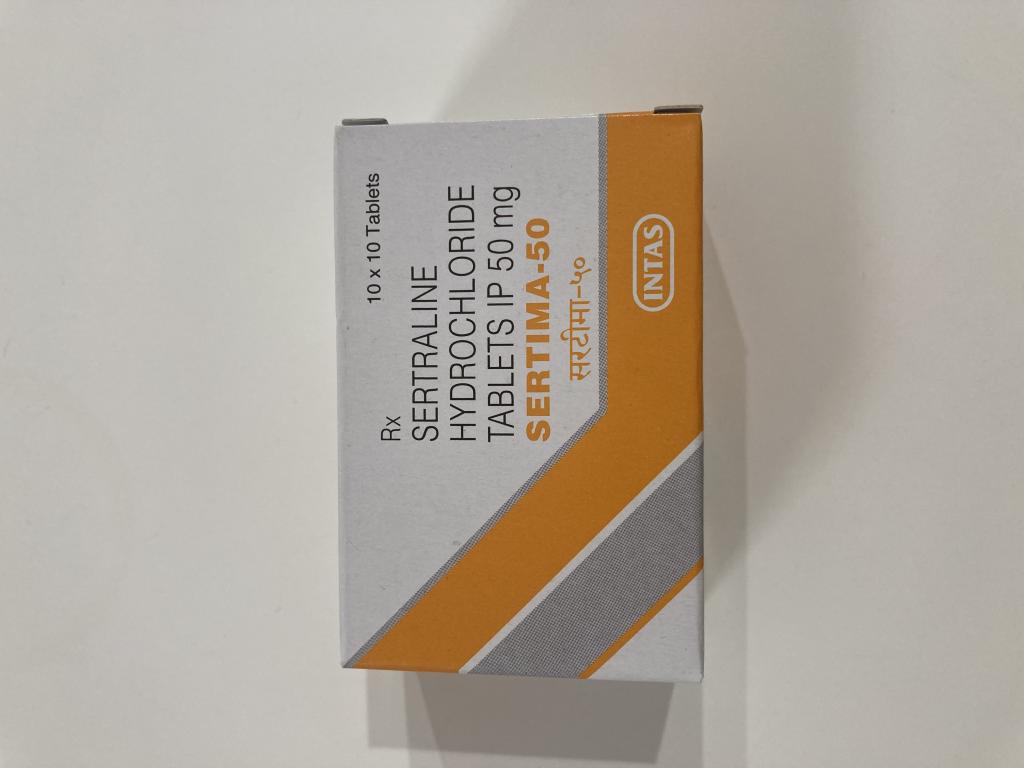 10 x 10 Tablets
Rx
SERTRALINE
HYDROCHLORIDE
TABLETS IP 50 mg
SERTIMA-50
सरटीमा-५०
INTAS